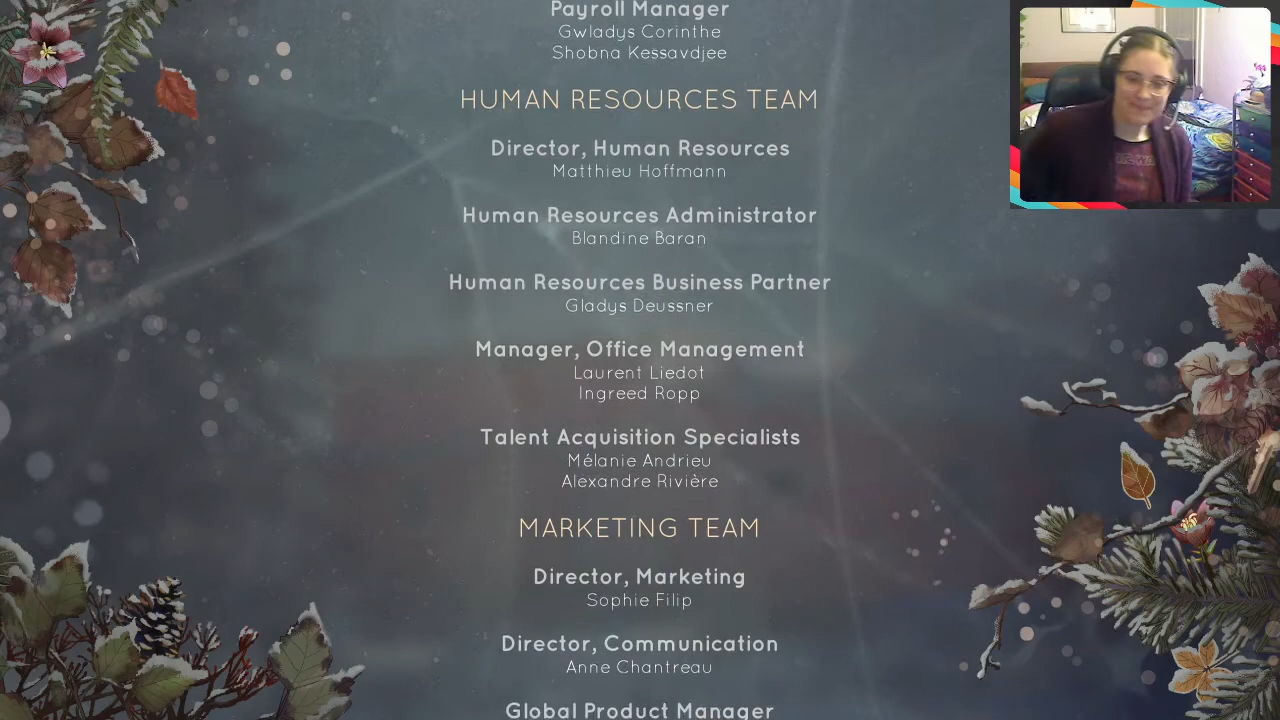 Payroll Manager
Gwladys Corinthe
Shobna Kessavdjee
HUMAN RESOURCES TEAM
Director, Human Resources
Matthieu Hoffmann
Human Resources Administrator
Blandine Baran
Human Resources Business Partner
Gladys Deussner
Manager, Office Management
Laurent Liedot
Ingreed Ropp
Talent Acquisition Specialists
Mélanie Andrieu
Alexandre Rivière
MARKETING TEAM
Director, Marketing
Sophie Filip
Director, Communication
Anne Chantreau
Global Product Manager